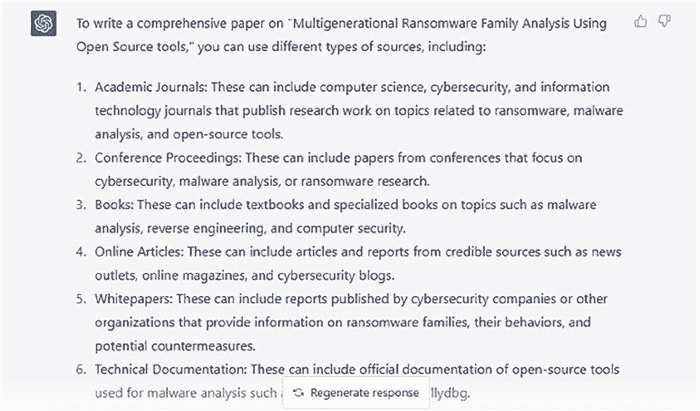 To write a comprehensive paper on "Multigenerational Ransomware Family Analysis Using
Open Source tools," you can use different types of sources, including:
1. Academic Journals: These can include computer science, cybersecurity, and information
technology journals that publish research work on topics related to ransomware, malware
analysis, and open-source tools.
2. Conference Proceedings: These can include papers from conferences that focus on
cybersecurity, malware analysis, or ransomware research.
3. Books: These can include textbooks and specialized books on topics such as malware
analysis, reverse engineering, and computer security.
4. Online Articles: These can include articles and reports from credible sources such as news
outlets, online magazines, and cybersecurity blogs.
5. Whitepapers: These can include reports published by cybersecurity companies or other
organizations that provide information on ransomware families, their behaviors, and
potential countermeasures.
6. Technical Documentation: These can include official documentation of open-source tools
used for malware analysis such llydbg.
Regenerate response